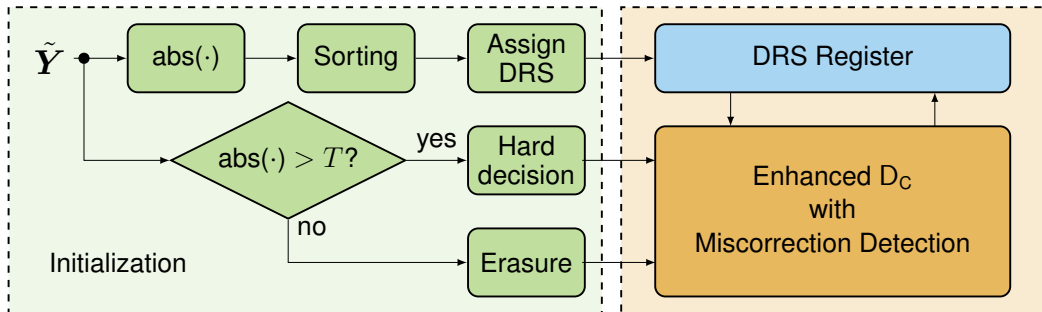 Ỹ
abs(·)
Sorting
Assign
DRS
DRS Register
abs(·) > T?
yes
Hard
decision
no
Erasure
Initialization
Enhanced D_C
with
Miscorrection Detection